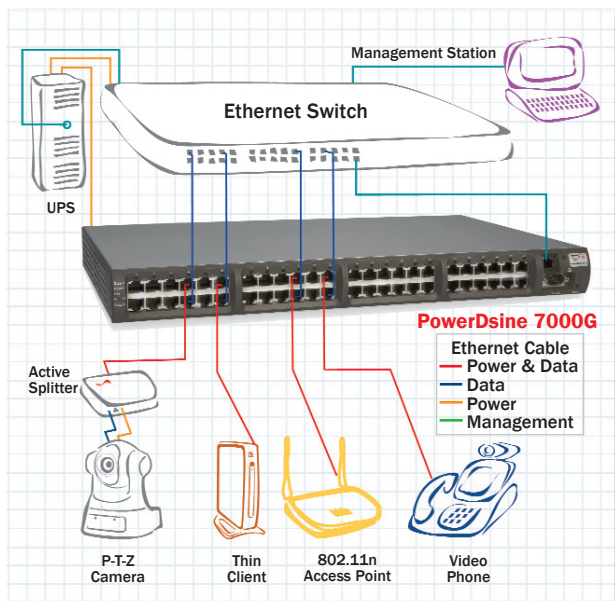 Management Station
Ethernet Switch
UPS
PowerDsine 7000G
Ethernet Cable
Power & Data
Data
Power
Management
Active
Splitter
P-T-Z
Camera
Thin
Client
802.11n
Access Point
Video
Phone